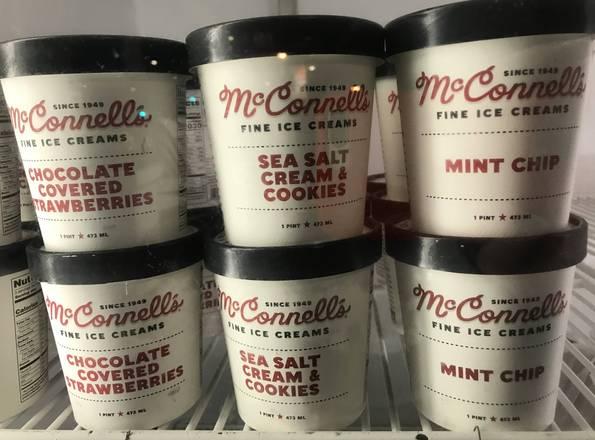 SINCE 1949
McConnell's
FINE ICE CREAMS
CHOCOLATE
COVERED
STRAWBERRIES
1 PINT ★ 473 ML
SINCE 1949
McConnell's
FINE ICE CREAMS
SEA SALT
CREAM &
COOKIES
1 PINT ★ 473 ML
SINCE 1949
McConnell's
FINE ICE CREAMS
MINT CHIP
1 PINT ★ 473 ML
Nut
Calories
SINCE 1949
McConnell's
FINE ICE CREAMS
CHOCOLATE
COVERED
STRAWBERRIES
1 PINT ★ 473 ML
SINCE 1949
McConnell's
FINE ICE CREAMS
SEA SALT
CREAM &
COOKIES
1 PINT ★ 473 ML
SINCE 1949
McConnell's
FINE ICE CREAMS
MINT CHIP
1 PINT ★ 473 ML